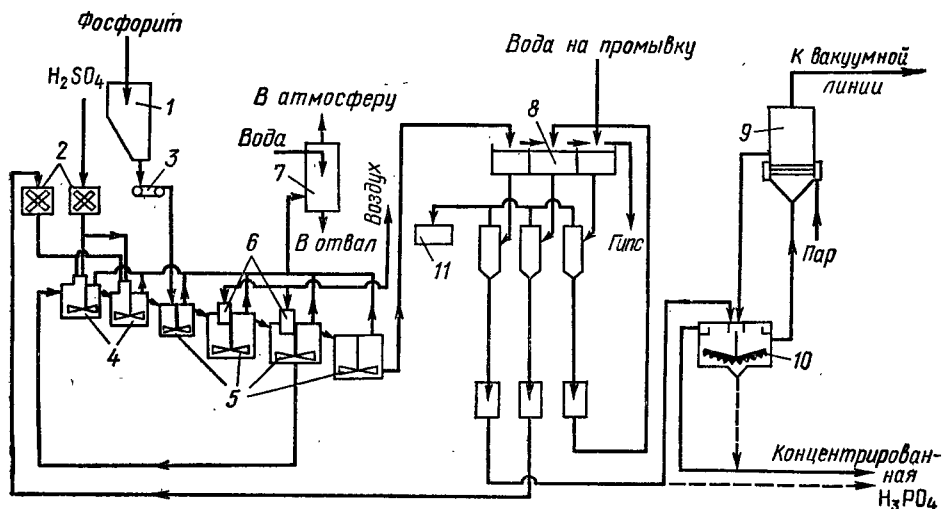 Фосфорит
H₂SO₄
1
2
3
В атмосферу
Вода
7
В отвал
Воздух
6
4
5
Вода на промывку
8
11
Гипс
К вакуумной
линии
9
Пар
10
Концентрирован-
ная
H₃PO₄